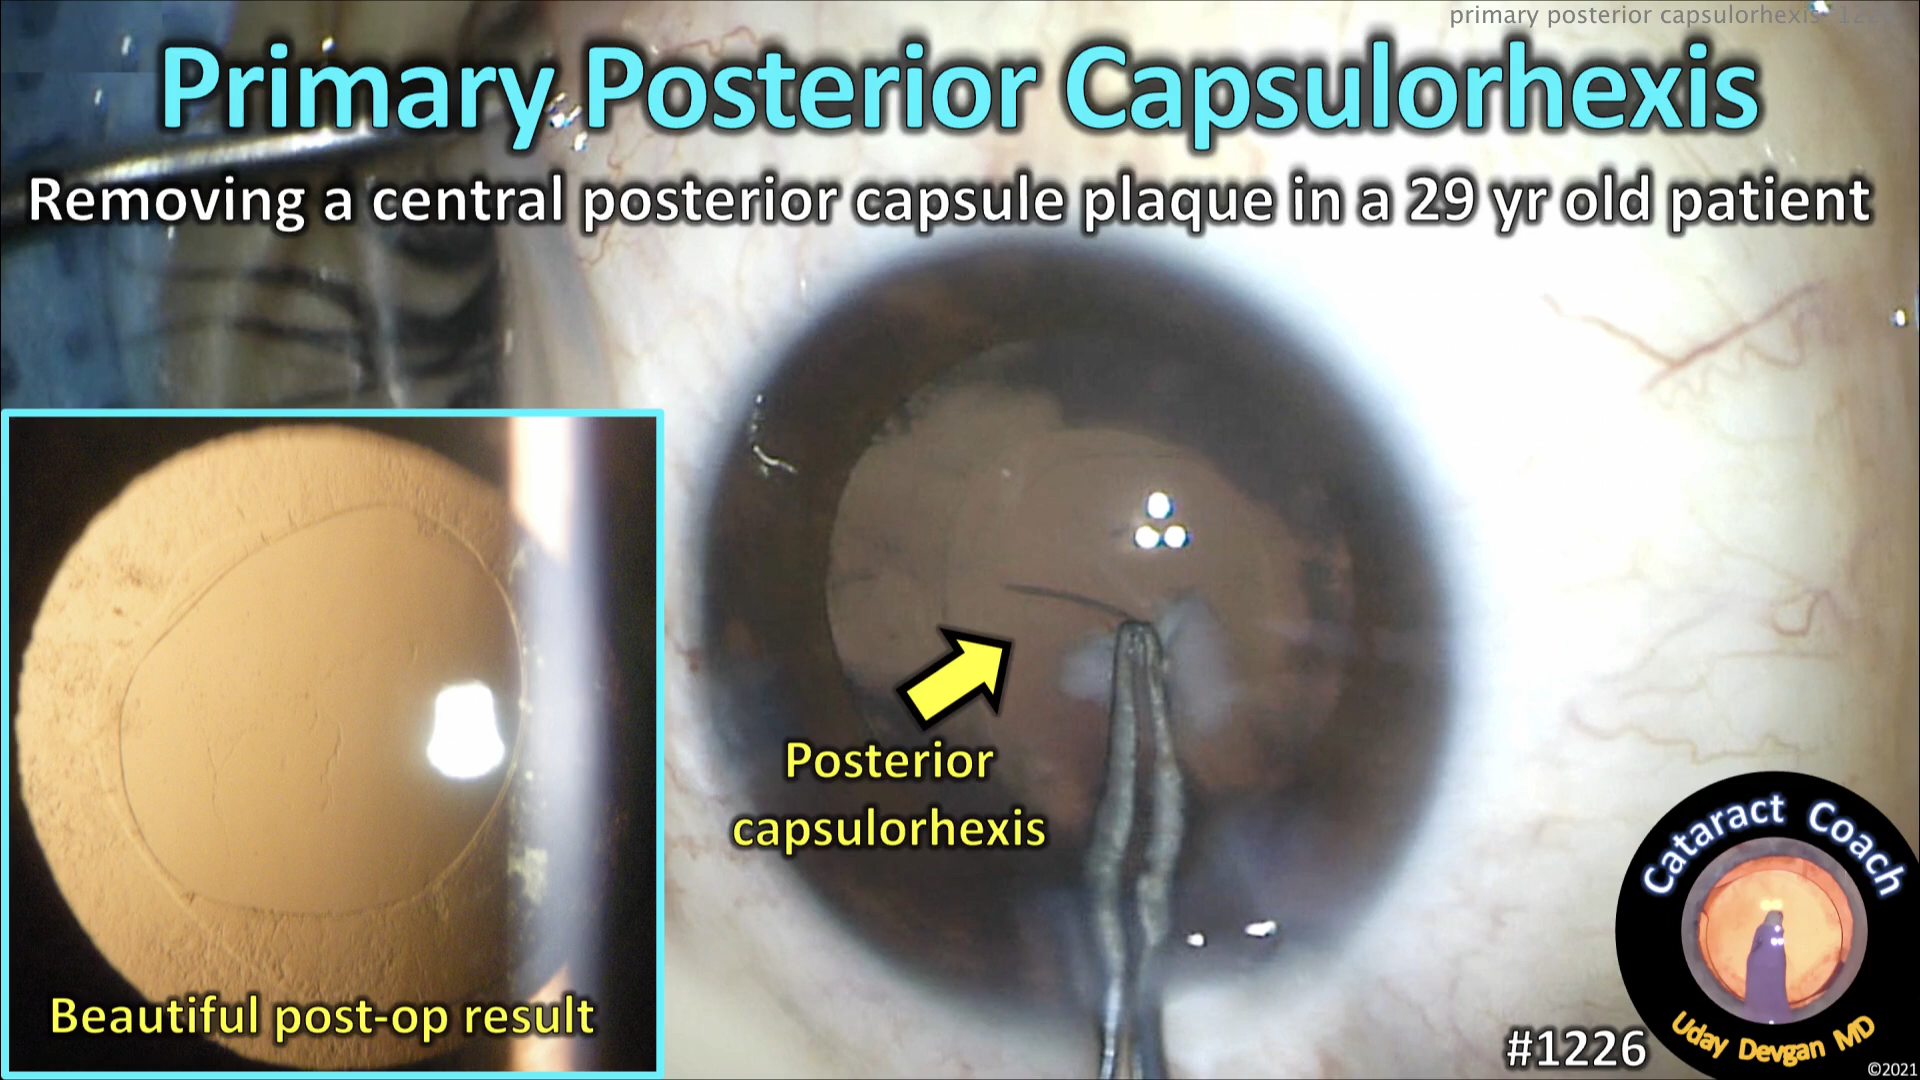 primary posterior capsulorhexis 1226
Primary Posterior Capsulorhexis
Removing a central posterior capsule plaque in a 29 yr old patient
Posterior
capsulorhexis
Beautiful post-op result
Cataract Coach
Uday Devgan MD
#1226
©2021